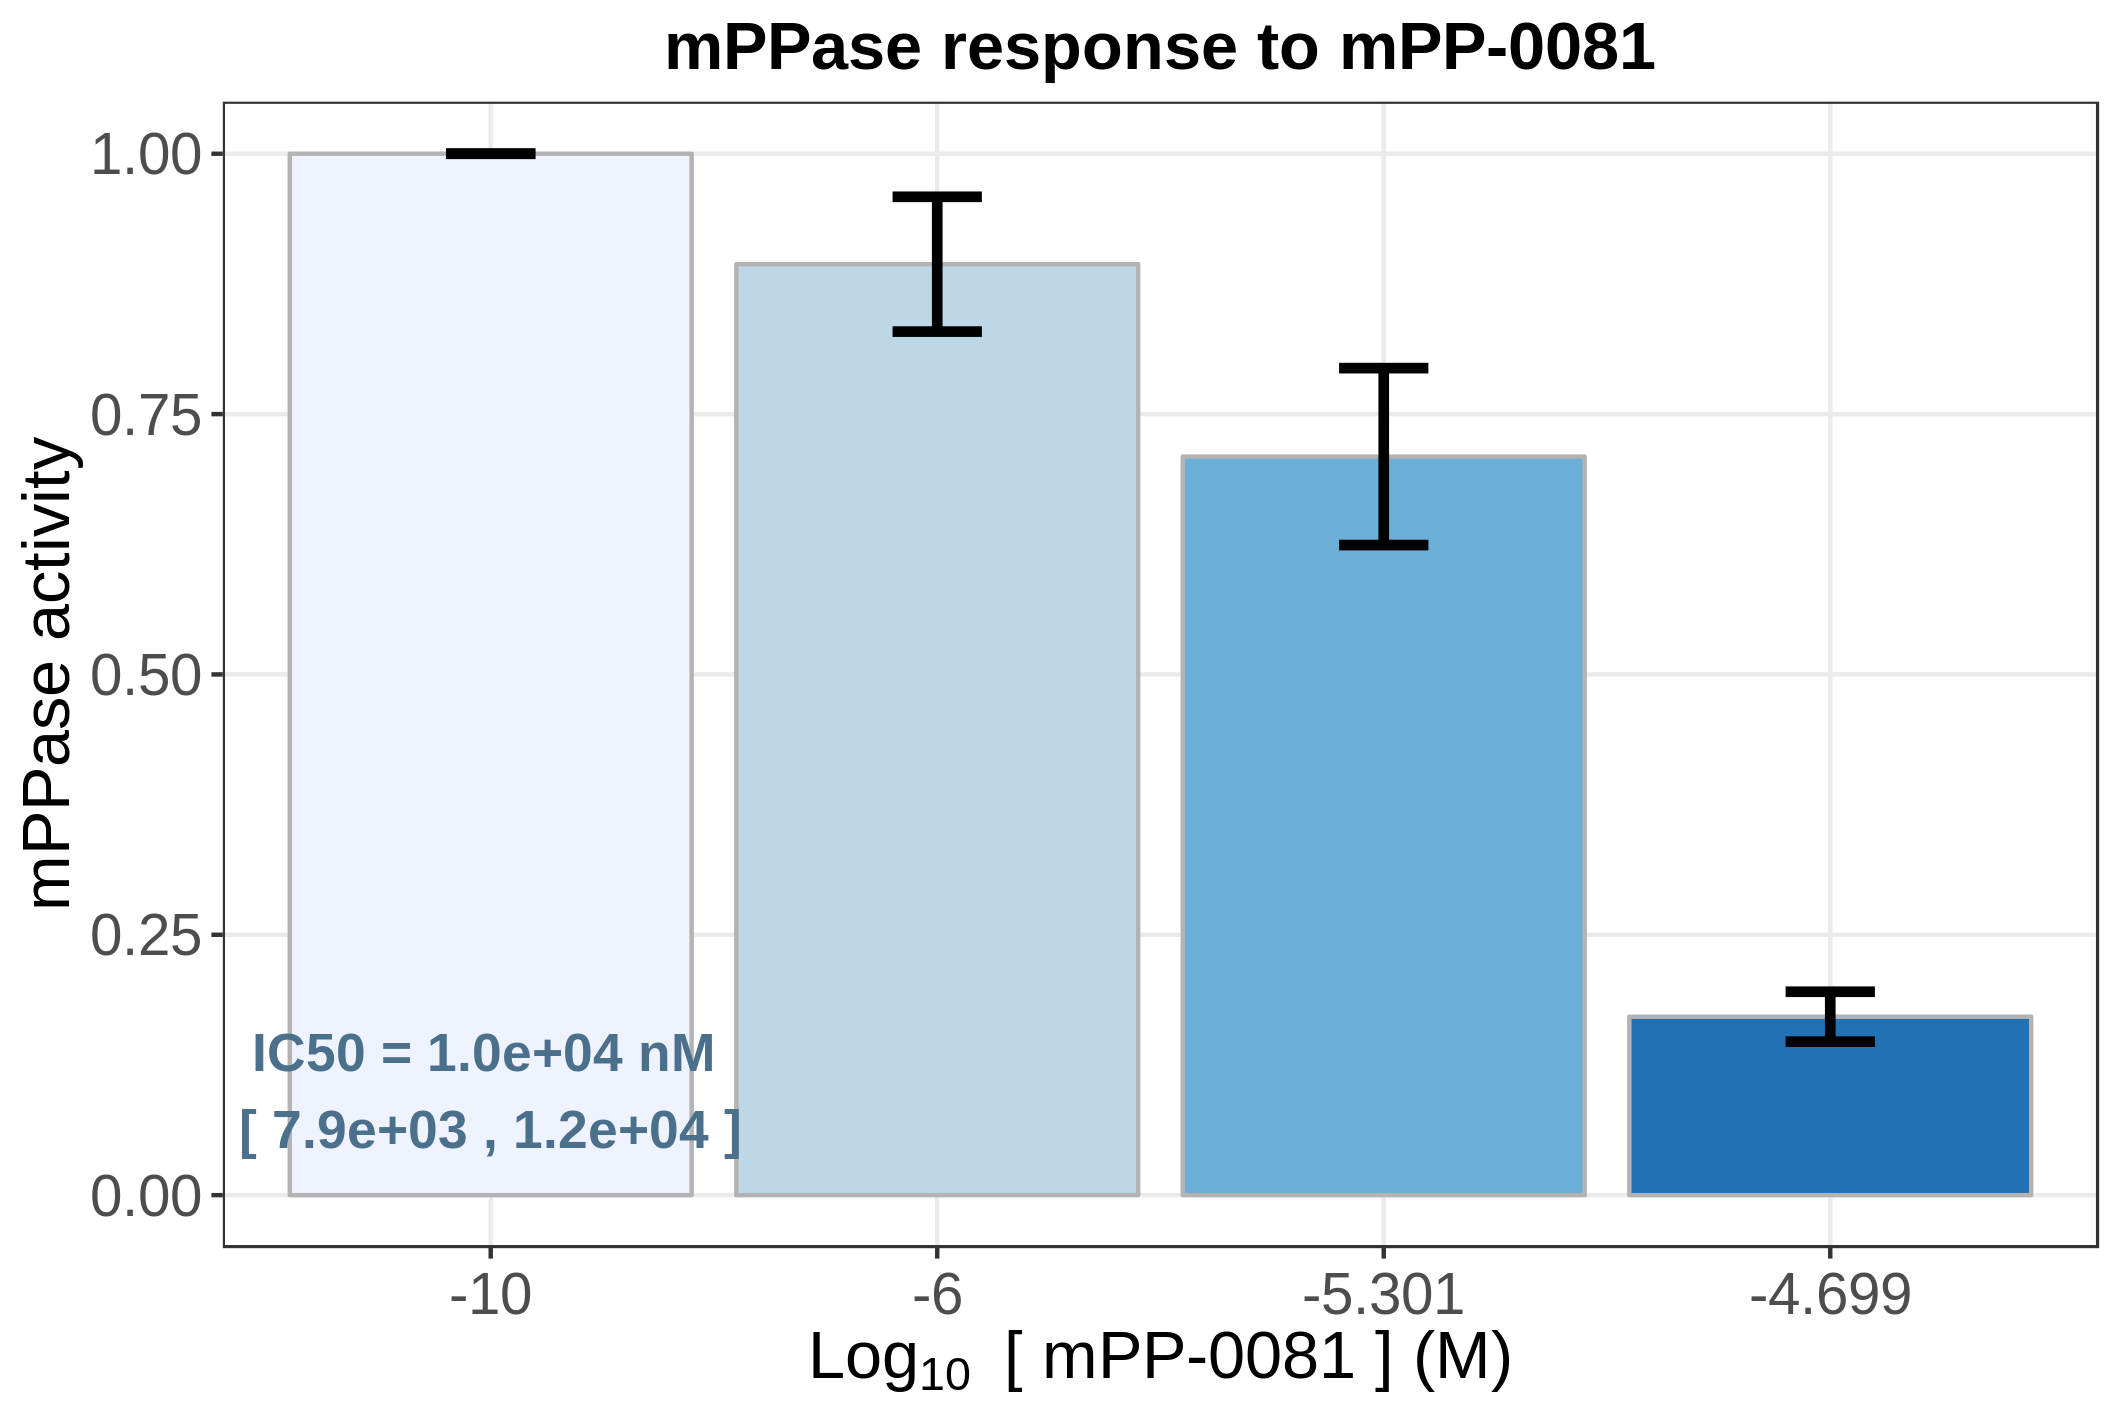 mPPase response to mPP-0081
mPPase activity
1.00
0.75
0.50
0.25
0.00
IC50 = 1.0e+04 nM
[ 7.9e+03 , 1.2e+04 ]
-10 -6 -5.301 -4.699
Log₁₀ [ mPP-0081 ] (M)